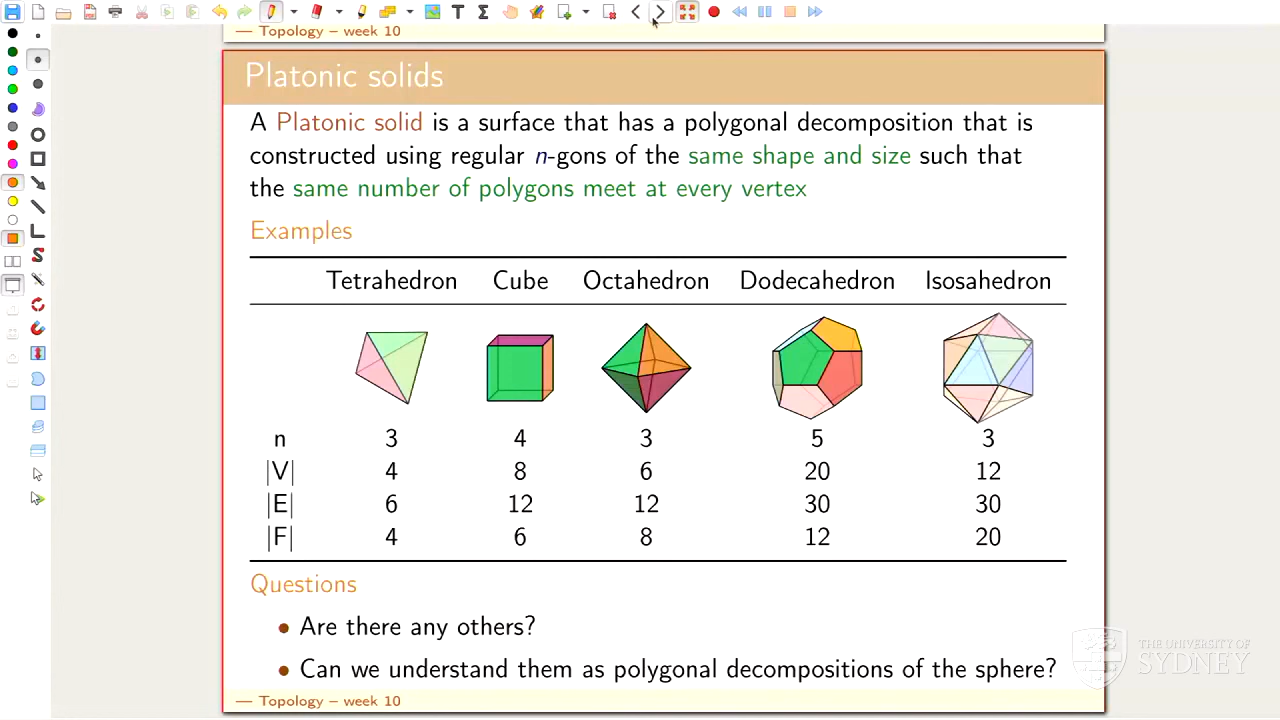 — Topology – week 10
Platonic solids
A Platonic solid is a surface that has a polygonal decomposition that is
constructed using regular n-gons of the same shape and size such that
the same number of polygons meet at every vertex
Examples
Tetrahedron Cube Octahedron Dodecahedron Isosahedron
n 3 4 3 5 3
|V| 4 8 6 20 12
|E| 6 12 12 30 30
|F| 4 6 8 12 20
Questions
• Are there any others?
• Can we understand them as polygonal decompositions of the sphere?
— Topology – week 10
THE UNIVERSITY OF
SYDNEY